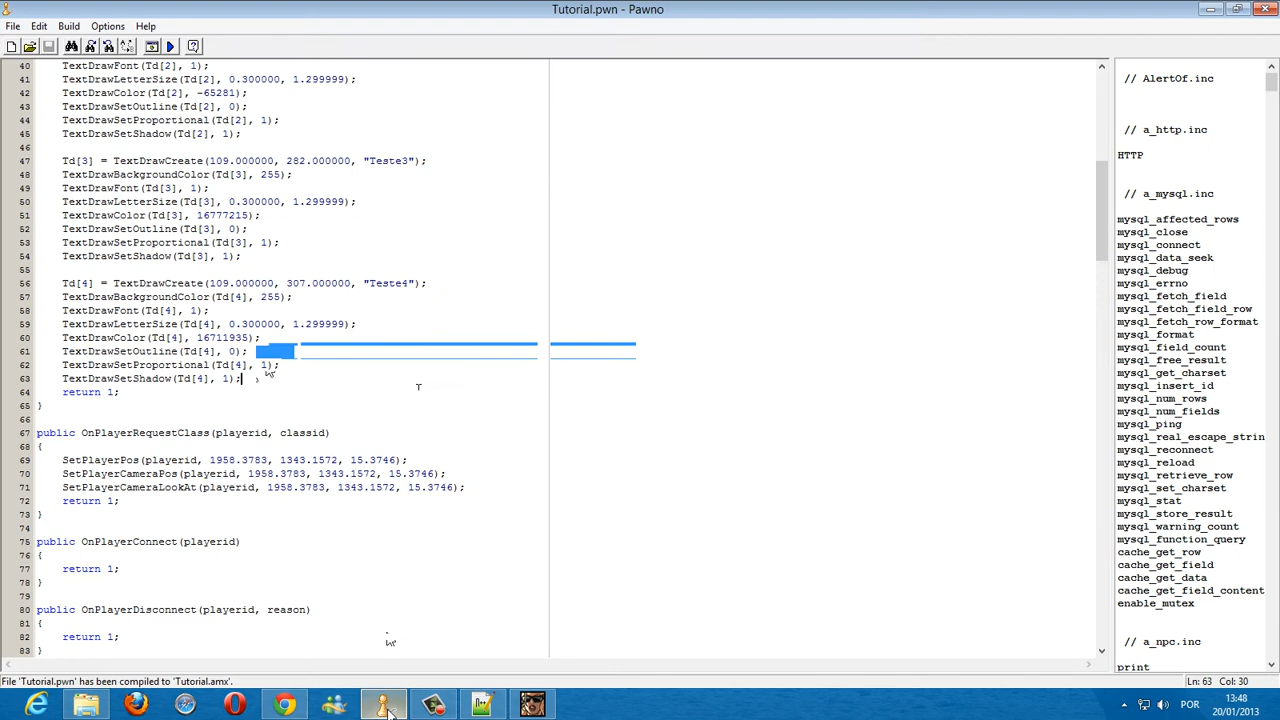 Tutorial.pwn - Pawno
File Edit Build Options Help
40 TextDrawFont(Td[2], 1);
41 TextDrawLetterSize(Td[2], 0.300000, 1.299999);
42 TextDrawColor(Td[2], -65281);
43 TextDrawSetOutline(Td[2], 0);
44 TextDrawSetProportional(Td[2], 1);
45 TextDrawSetShadow(Td[2], 1);
46
47 Td[3] = TextDrawCreate(109.000000, 282.000000, "Teste3");
48 TextDrawBackgroundColor(Td[3], 255);
49 TextDrawFont(Td[3], 1);
50 TextDrawLetterSize(Td[3], 0.300000, 1.299999);
51 TextDrawColor(Td[3], 16777215);
52 TextDrawSetOutline(Td[3], 0);
53 TextDrawSetProportional(Td[3], 1);
54 TextDrawSetShadow(Td[3], 1);
55
56 Td[4] = TextDrawCreate(109.000000, 307.000000, "Teste4");
57 TextDrawBackgroundColor(Td[4], 255);
58 TextDrawFont(Td[4], 1);
59 TextDrawLetterSize(Td[4], 0.300000, 1.299999);
60 TextDrawColor(Td[4], 16711935);
61 TextDrawSetOutline(Td[4], 0);
62 TextDrawSetProportional(Td[4], 1);
63 TextDrawSetShadow(Td[4], 1);
64 return 1;
65 }
66
67 public OnPlayerRequestClass(playerid, classid)
68 {
69 SetPlayerPos(playerid, 1958.3783, 1343.1572, 15.3746);
70 SetPlayerCameraPos(playerid, 1958.3783, 1343.1572, 15.3746);
71 SetPlayerCameraLookAt(playerid, 1958.3783, 1343.1572, 15.3746);
72 return 1;
73 }
74
75 public OnPlayerConnect(playerid)
76 {
77 return 1;
78 }
79
80 public OnPlayerDisconnect(playerid, reason)
81 {
82 return 1;
83 }
// AlertOf.inc
// a_http.inc
HTTP
// a_mysql.inc
mysql_affected_rows
mysql_close
mysql_connect
mysql_data_seek
mysql_debug
mysql_errno
mysql_fetch_field
mysql_fetch_field_row
mysql_fetch_row_format
mysql_format
mysql_field_count
mysql_free_result
mysql_get_charset
mysql_insert_id
mysql_num_rows
mysql_num_fields
mysql_ping
mysql_real_escape_strin
mysql_reconnect
mysql_reload
mysql_retrieve_row
mysql_set_charset
mysql_stat
mysql_store_result
mysql_warning_count
mysql_function_query
cache_get_row
cache_get_field
cache_get_data
cache_get_field_content
enable_mutex
// a_npc.inc
print
File 'Tutorial.pwn' has been compiled to 'Tutorial.amx'.
Ln: 63 Col: 30
POR
13:48
20/01/2013